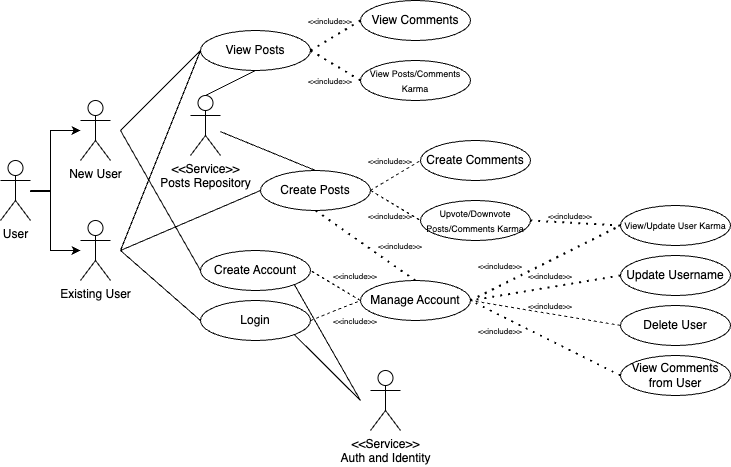 View Comments
<<include>>
View Posts
<<include>>
View Posts/Comments
Karma
New User
<<Service>>
Posts Repository
<<include>>
Create Comments
User
Create Posts
<<include>>
Upvote/Downvote
Posts/Comments Karma
<<include>>
View/Update User Karma
Existing User
<<include>>
<<include>>
Create Account
<<include>>
<<include>>
Update Username
Manage Account
<<include>>
Login
<<include>>
<<include>>
Delete User
View Comments
from User
<<Service>>
Auth and Identity